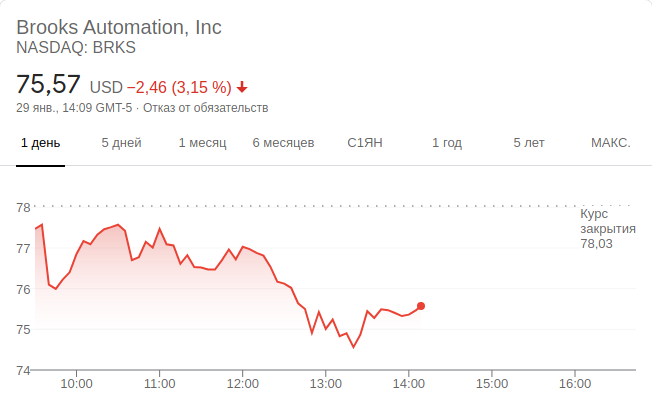 Brooks Automation, Inc
NASDAQ: BRKS
75,57 USD −2,46 (3,15 %)
29 янв., 14:09 GMT-5 · Отказ от обязательств
1 день 5 дней 1 месяц 6 месяцев С1ЯН 1 год 5 лет МАКС.
78
Курс
закрытия
78,03
77
76
75
74
10:00 11:00 12:00 13:00 14:00 15:00 16:00